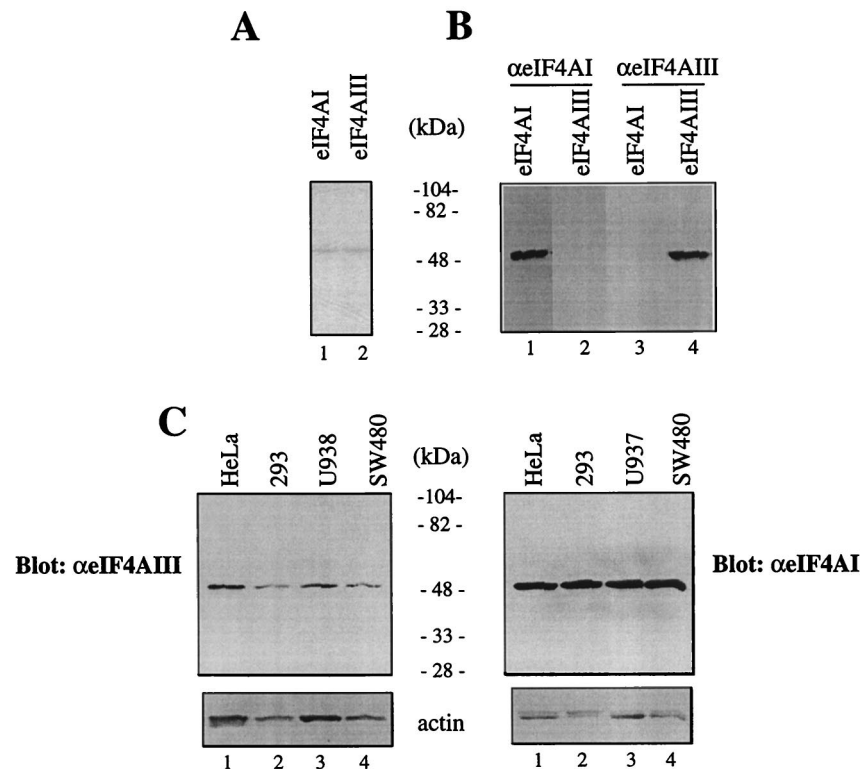 A
B
αeIF4AI αeIF4AIII
eIF4AI eIF4AIII (kDa) eIF4AI eIF4AIII eIF4AI eIF4AIII
-104-
- 82 -
- 48 -
- 33 -
- 28 -
1 2
1 2 3 4
C
HeLa 293 U938 SW480 (kDa) HeLa 293 U937 SW480
-104-
- 82 -
Blot: αeIF4AIII - 48 - Blot: αeIF4AI
- 33 -
- 28 -
actin
1 2 3 4
1 2 3 4